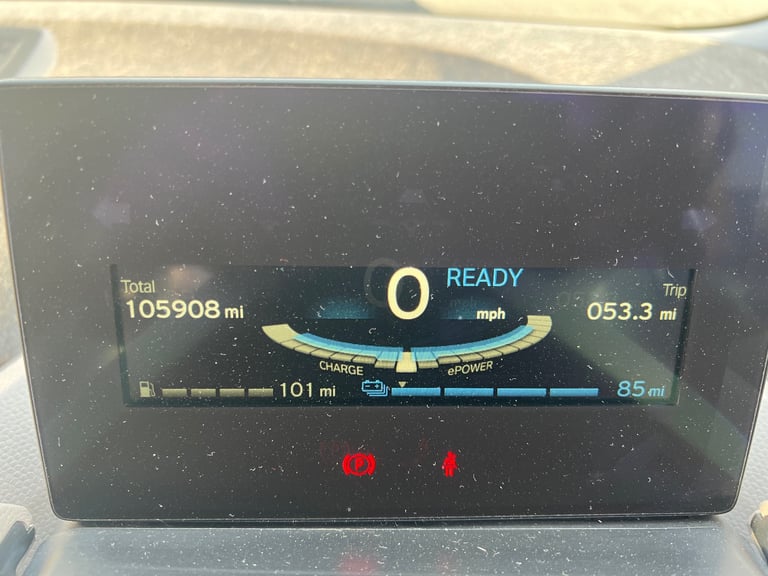 READY
Total
0
Trip
105908 mi
mph
053.3 mi
CHARGE
ePOWER
101 mi
85 mi
P